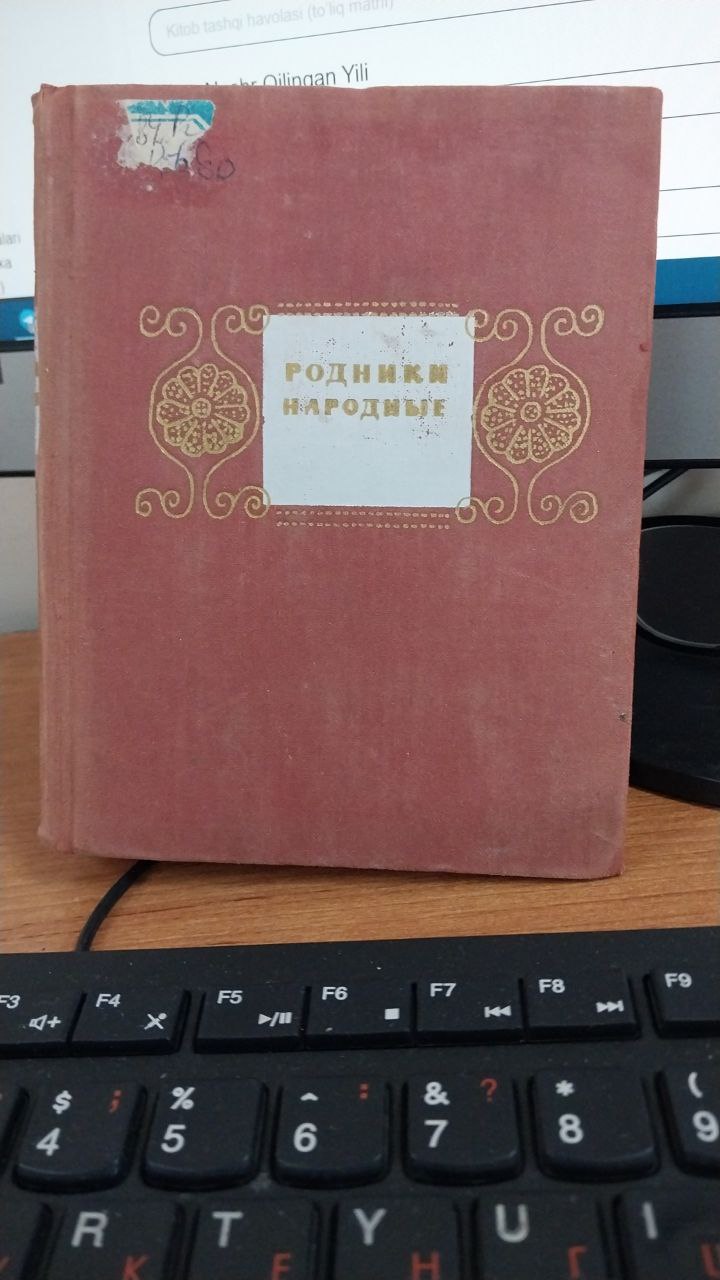 Kitob tashqi havolasi (to'liq matni)
Qilingan Yili
РОДНИКИ
НАРОДНЫЕ
F3
F4
F5
F6
F7
F8
F9
$ ;
4
%
5
^ :
6
& ?
7
*
8
(
9
R К
T Е
Y Н
U Г
I